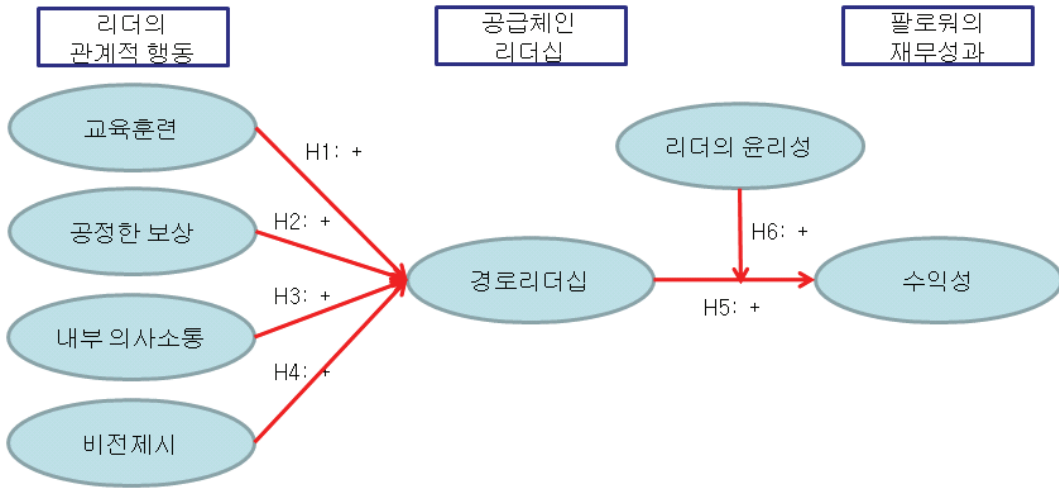 리더의
관계적 행동
공급체인
리더십
팔로워의
재무성과
교육훈련
H1: +
리더의 윤리성
공정한 보상
H2: +
H6: +
경로리더십
수익성
H3: +
H5: +
내부 의사소통
H4: +
비전제시